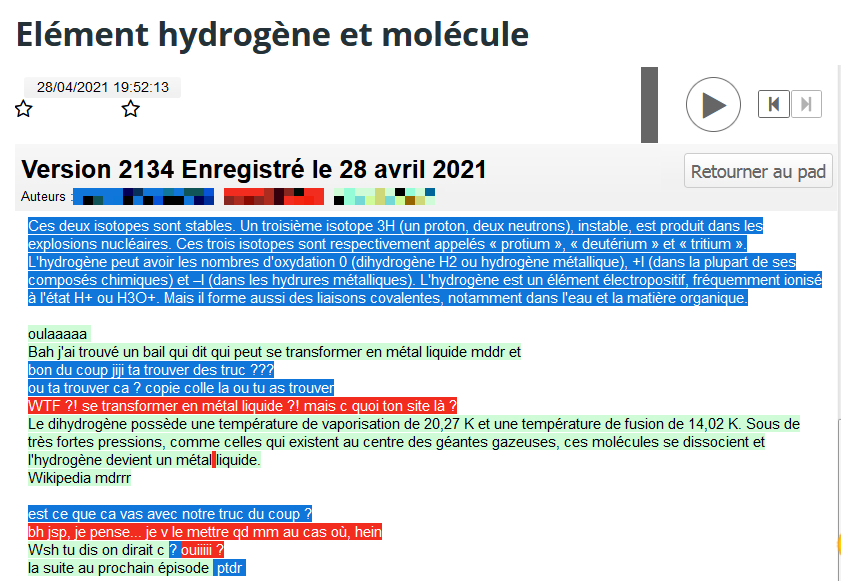 Elément hydrogène et molécule
28/04/2021 19:52:13
Version 2134 Enregistré le 28 avril 2021
Retourner au pad
Auteurs :
Ces deux isotopes sont stables. Un troisième isotope 3H (un proton, deux neutrons), instable, est produit dans les
explosions nucléaires. Ces trois isotopes sont respectivement appelés « protium », « deutérium » et « tritium ».
L'hydrogène peut avoir les nombres d'oxydation 0 (dihydrogène H2 ou hydrogène métallique), +I (dans la plupart de ses
composés chimiques) et –I (dans les hydrures métalliques). L'hydrogène est un élément électropositif, fréquemment ionisé
à l'état H+ ou H3O+. Mais il forme aussi des liaisons covalentes, notamment dans l'eau et la matière organique.
oulaaaaa
Bah j'ai trouvé un bail qui dit qui peut se transformer en métal liquide mddr et
bon du coup jiji ta trouver des truc ???
ou ta trouver ca ? copie colle la ou tu as trouver
WTF ?! se transformer en métal liquide ?! mais c quoi ton site là ?
Le dihydrogène possède une température de vaporisation de 20,27 K et une température de fusion de 14,02 K. Sous de
très fortes pressions, comme celles qui existent au centre des géantes gazeuses, ces molécules se dissocient et
l'hydrogène devient un métal liquide.
Wikipedia mdrrr
est ce que ca vas avec notre truc du coup ?
bh jsp, je pense... je v le mettre qd mm au cas où, hein
Wsh tu dis on dirait c ? ouiiiii ?
la suite au prochain épisode ptdr